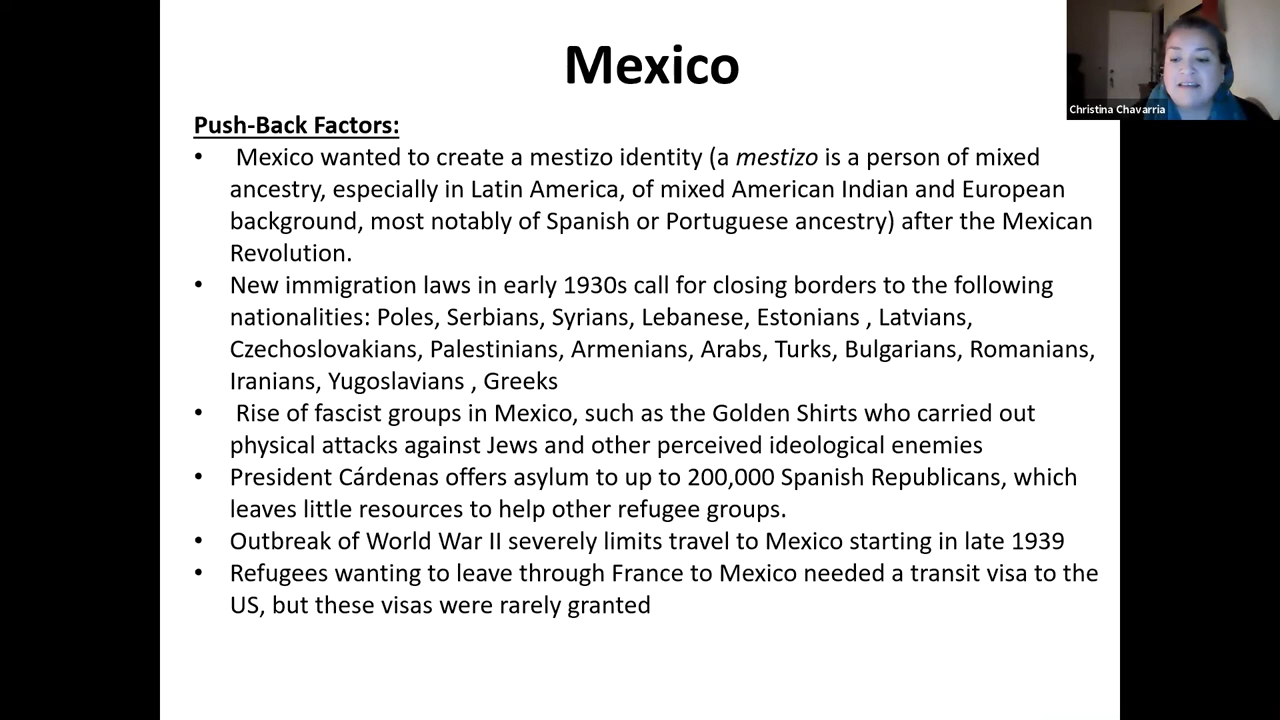 Mexico
Christina Chavarria
Push-Back Factors:
• Mexico wanted to create a mestizo identity (a mestizo is a person of mixed
ancestry, especially in Latin America, of mixed American Indian and European
background, most notably of Spanish or Portuguese ancestry) after the Mexican
Revolution.
• New immigration laws in early 1930s call for closing borders to the following
nationalities: Poles, Serbians, Syrians, Lebanese, Estonians , Latvians,
Czechoslovakians, Palestinians, Armenians, Arabs, Turks, Bulgarians, Romanians,
Iranians, Yugoslavians , Greeks
• Rise of fascist groups in Mexico, such as the Golden Shirts who carried out
physical attacks against Jews and other perceived ideological enemies
• President Cárdenas offers asylum to up to 200,000 Spanish Republicans, which
leaves little resources to help other refugee groups.
• Outbreak of World War II severely limits travel to Mexico starting in late 1939
• Refugees wanting to leave through France to Mexico needed a transit visa to the
US, but these visas were rarely granted